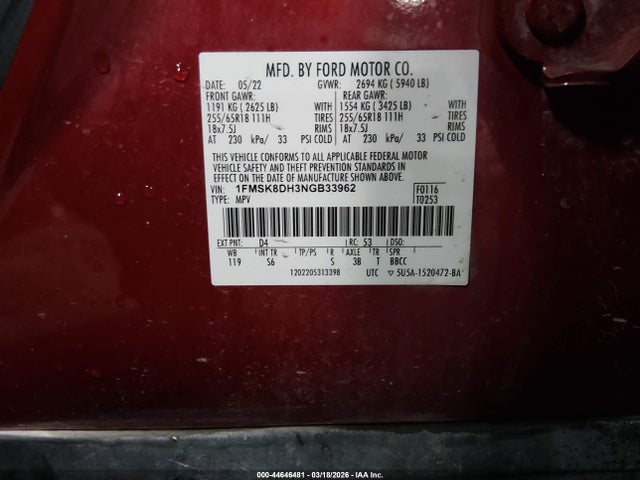 MFD. BY FORD MOTOR CO.
DATE: 05/22 GVWR: 2694 KG ( 5940 LB)
FRONT GAWR: REAR GAWR:
1191 KG ( 2625 LB) WITH 1554 KG ( 3425 LB) WITH
255/65R18 111H TIRES 255/65R18 111H TIRES
18x7.5J RIMS 18x7.5J RIMS
AT 230 kPa/ 33 PSI COLD AT 230 kPa/ 33 PSI COLD
THIS VEHICLE CONFORMS TO ALL APPLICABLE FEDERAL MOTOR
VEHICLE SAFETY AND THEFT PREVENTION STANDARDS IN
EFFECT ON THE DATE OF MANUFACTURE SHOWN ABOVE.
VIN: 1FMSK8DH3NGB33962 F0116
TYPE: MPV T0253
EXT PNT: D4 RC: 53 DSO:
WB INT TR TP/PS R AXLE TR SPR
119 56 5 3B T BBCC
1202205313398 UTC ▽ 5U5A-1520472-BA
000-44646481 - 03/18/2026 - IAA Inc.